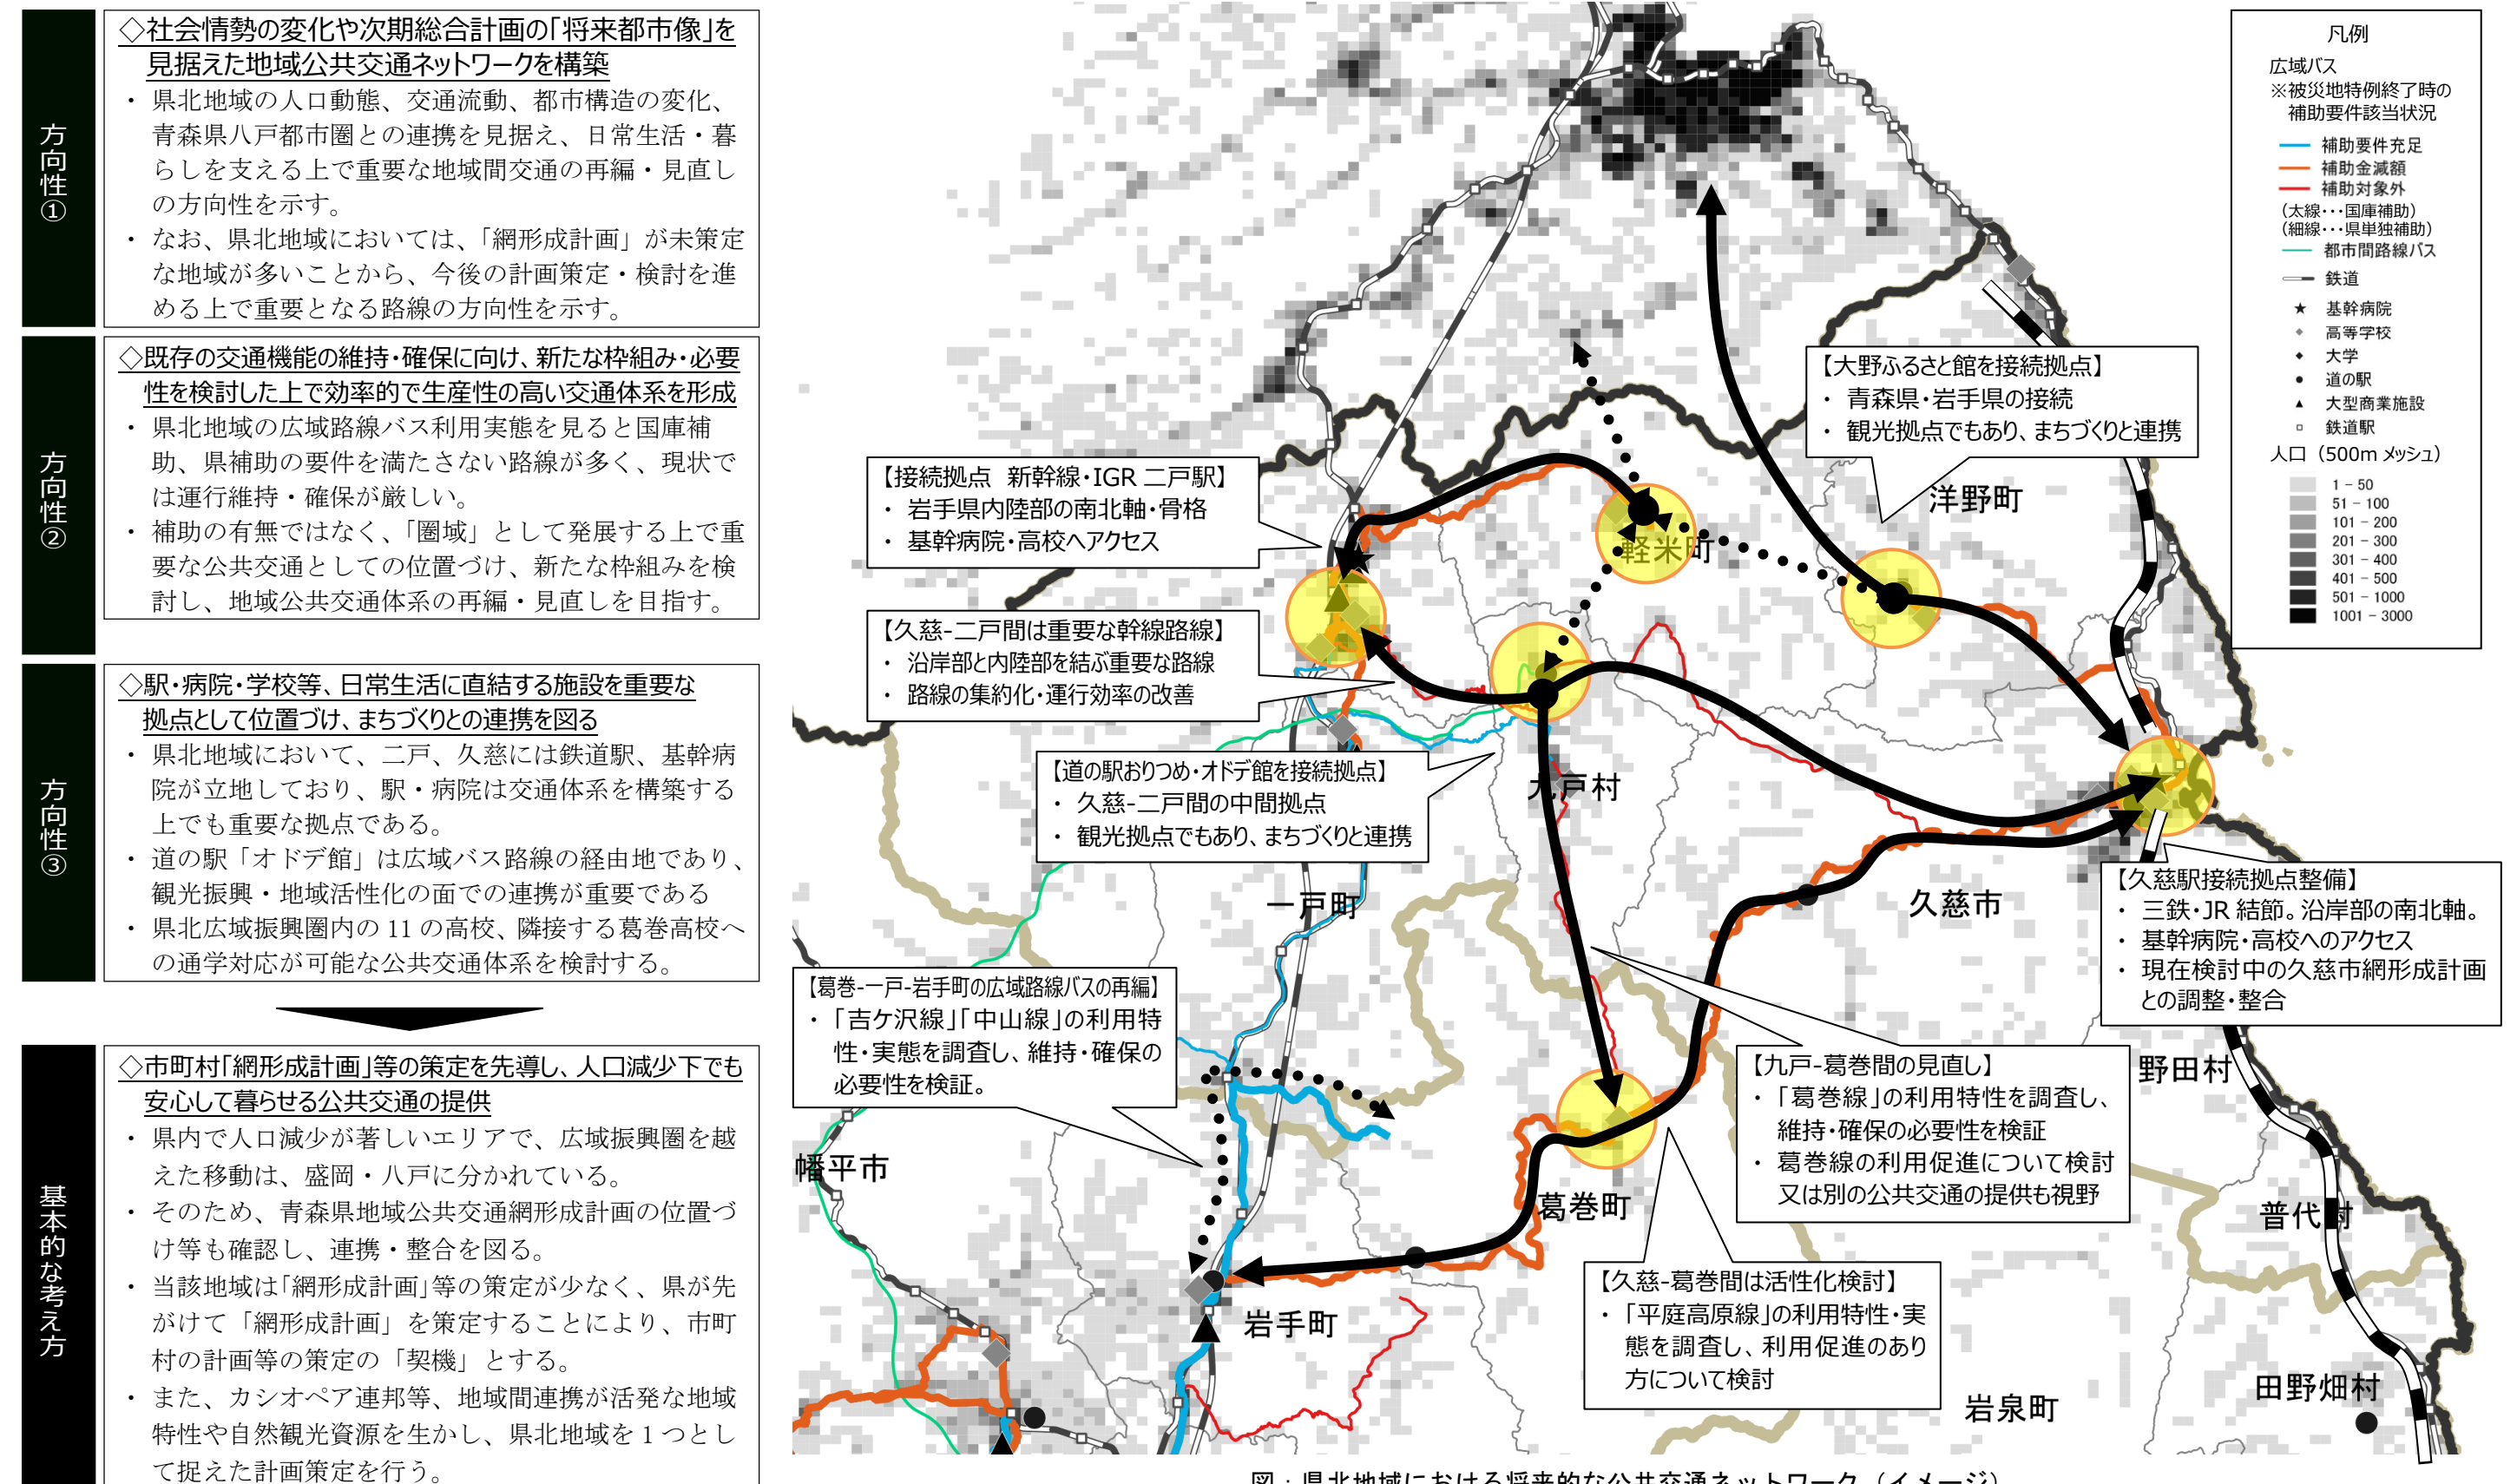 方向性①
◇社会情勢の変化や次期総合計画の「将来都市像」を
見据えた地域公共交通ネットワークを構築
・ 県北地域の人口動態、交通流動、都市構造の変化、
青森県八戸都市圏との連携を見据え、日常生活・暮
らしを支える上で重要な地域間交通の再編・見直し
の方向性を示す。
・ なお、県北地域においては、「網形成計画」が未策定
な地域が多いことから、今後の計画策定・検討を進
める上で重要となる路線の方向性を示す。
方向性②
◇既存の交通機能の維持・確保に向け、新たな枠組み・必要
性を検討した上で効率的で生産性の高い交通体系を形成
・ 県北地域の広域路線バス利用実態を見ると国庫補
助、県補助の要件を満たさない路線が多く、現状で
は運行維持・確保が厳しい。
・ 補助の有無ではなく、「圏域」として発展する上で重
要な公共交通としての位置づけ、新たな枠組みを検
討し、地域公共交通体系の再編・見直しを目指す。
方向性③
◇駅・病院・学校等、日常生活に直結する施設を重要な
拠点として位置づけ、まちづくりとの連携を図る
・ 県北地域において、二戸、久慈には鉄道駅、基幹病
院が立地しており、駅・病院は交通体系を構築する
上でも重要な拠点である。
・ 道の駅「オドデ館」は広域バス路線の経由地であり、
観光振興・地域活性化の面での連携が重要である
・ 県北広域振興圏内の 11 の高校、隣接する葛巻高校へ
の通学対応が可能な公共交通体系を検討する。
基本的な考え方
◇市町村「網形成計画」等の策定を先導し、人口減少下でも
安心して暮らせる公共交通の提供
・ 県内で人口減少が著しいエリアで、広域振興圏を越
えた移動は、盛岡・八戸に分かれている。
・ そのため、青森県地域公共交通網形成計画の位置づ
け等も確認し、連携・整合を図る。
・ 当該地域は「網形成計画」等の策定が少なく、県が先
がけて「網形成計画」を策定することにより、市町
村の計画等の策定の「契機」とする。
・ また、カシオペア連邦等、地域間連携が活発な地域
特性や自然観光資源を生かし、県北地域を 1 つとし
て捉えた計画策定を行う。
凡例
広域バス
※被災地特例終了時の
補助要件該当状況
補助要件充足
補助金減額
補助対象外
(太線・・・国庫補助)
(細線・・・県単独補助)
都市間路線バス
鉄道
★ 基幹病院
◆ 高等学校
◆ 大学
● 道の駅
▲ 大型商業施設
□ 鉄道駅
人口（500m メッシュ）
1 - 50
51 - 100
101 - 200
201 - 300
301 - 400
401 - 500
501 - 1000
1001 - 3000
【大野ふるさと館を接続拠点】
・ 青森県・岩手県の接続
・ 観光拠点でもあり、まちづくりと連携
【接続拠点 新幹線・IGR 二戸駅】
・ 岩手県内陸部の南北軸・骨格
・ 基幹病院・高校へアクセス
洋野町
軽米町
【久慈-二戸間は重要な幹線路線】
・ 沿岸部と内陸部を結ぶ重要な路線
・ 路線の集約化・運行効率の改善
【道の駅おりつめ・オドデ館を接続拠点】
・ 久慈-二戸間の中間拠点
・ 観光拠点でもあり、まちづくりと連携
九戸村
一戸町
久慈市
【久慈駅接続拠点整備】
・ 三鉄・JR 結節。沿岸部の南北軸。
・ 基幹病院・高校へのアクセス
・ 現在検討中の久慈市網形成計画
との調整・整合
【葛巻-一戸-岩手町の広域路線バスの再編】
・ 「吉ケ沢線」「中山線」の利用特
性・実態を調査し、維持・確保の
必要性を検証。
【九戸-葛巻間の見直し】
・ 「葛巻線」の利用特性を調査し、
維持・確保の必要性を検証
・ 葛巻線の利用促進について検討
又は別の公共交通の提供も視野
野田村
幡平市
葛巻町
普代村
【久慈-葛巻間は活性化検討】
・ 「平庭高原線」の利用特性・実
態を調査し、利用促進のあり
方について検討
岩手町
岩泉町
田野畑村
図：県北地域における将来的な公共交通ネットワーク（イメージ）